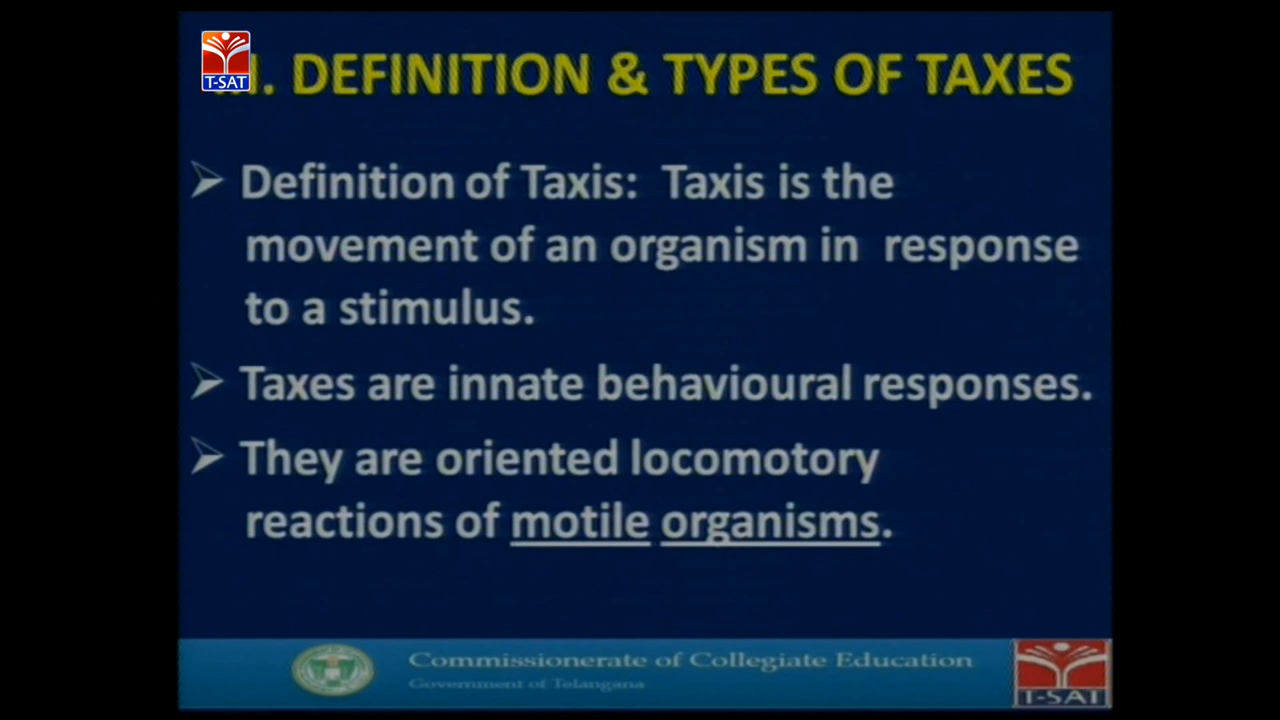 T-SAT
I. DEFINITION & TYPES OF TAXES
Definition of Taxis: Taxis is the
movement of an organism in response
to a stimulus.
Taxes are innate behavioural responses.
They are oriented locomotory
reactions of motile organisms.
Commissionerate of Collegiate Education
Government of Telangana
T-SAT